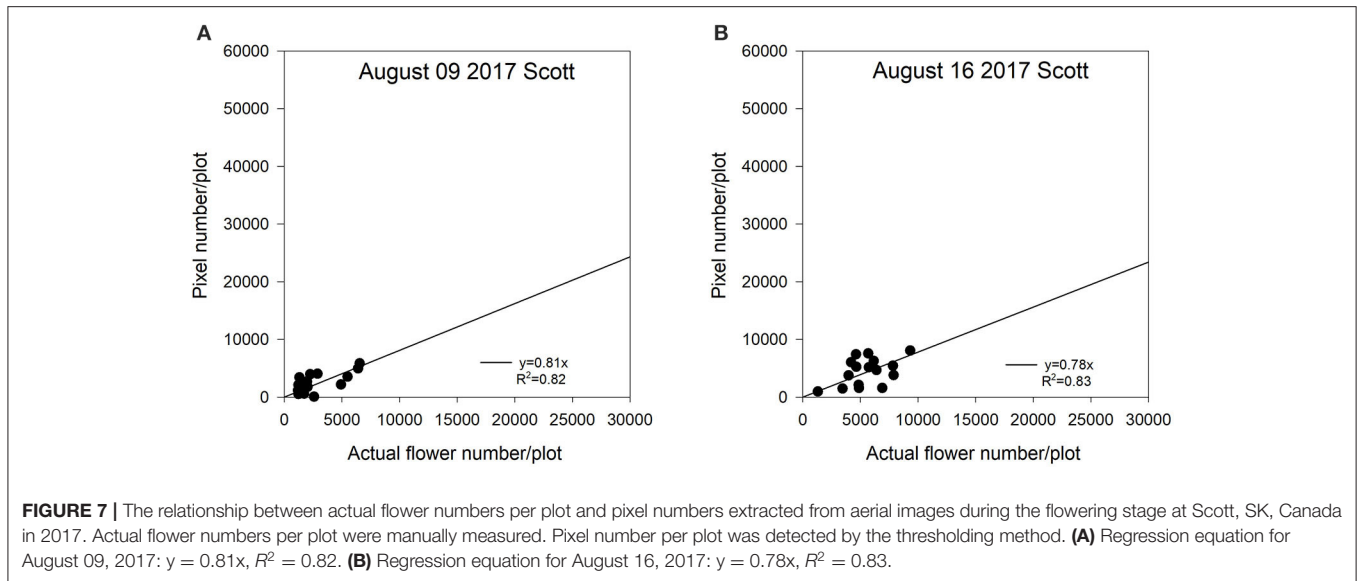 A
August 09 2017 Scott
Pixel number/plot
60000
50000
40000
30000
20000
10000
0
y=0.81x
R²=0.82
0 5000 10000 15000 20000 25000 30000
Actual flower number/plot
B
August 16 2017 Scott
Pixel number/plot
60000
50000
40000
30000
20000
10000
0
y=0.78x
R²=0.83
0 5000 10000 15000 20000 25000 30000
Actual flower number/plot
FIGURE 7 | The relationship between actual flower numbers per plot and pixel numbers extracted from aerial images during the flowering stage at Scott, SK, Canada
in 2017. Actual flower numbers per plot were manually measured. Pixel number per plot was detected by the thresholding method. (A) Regression equation for
August 09, 2017: y = 0.81x, R² = 0.82. (B) Regression equation for August 16, 2017: y = 0.78x, R² = 0.83.